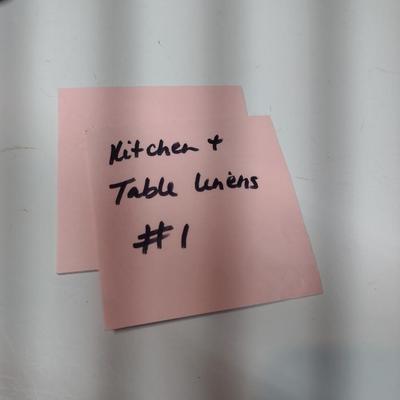 Kitchen +
Table linens
#1